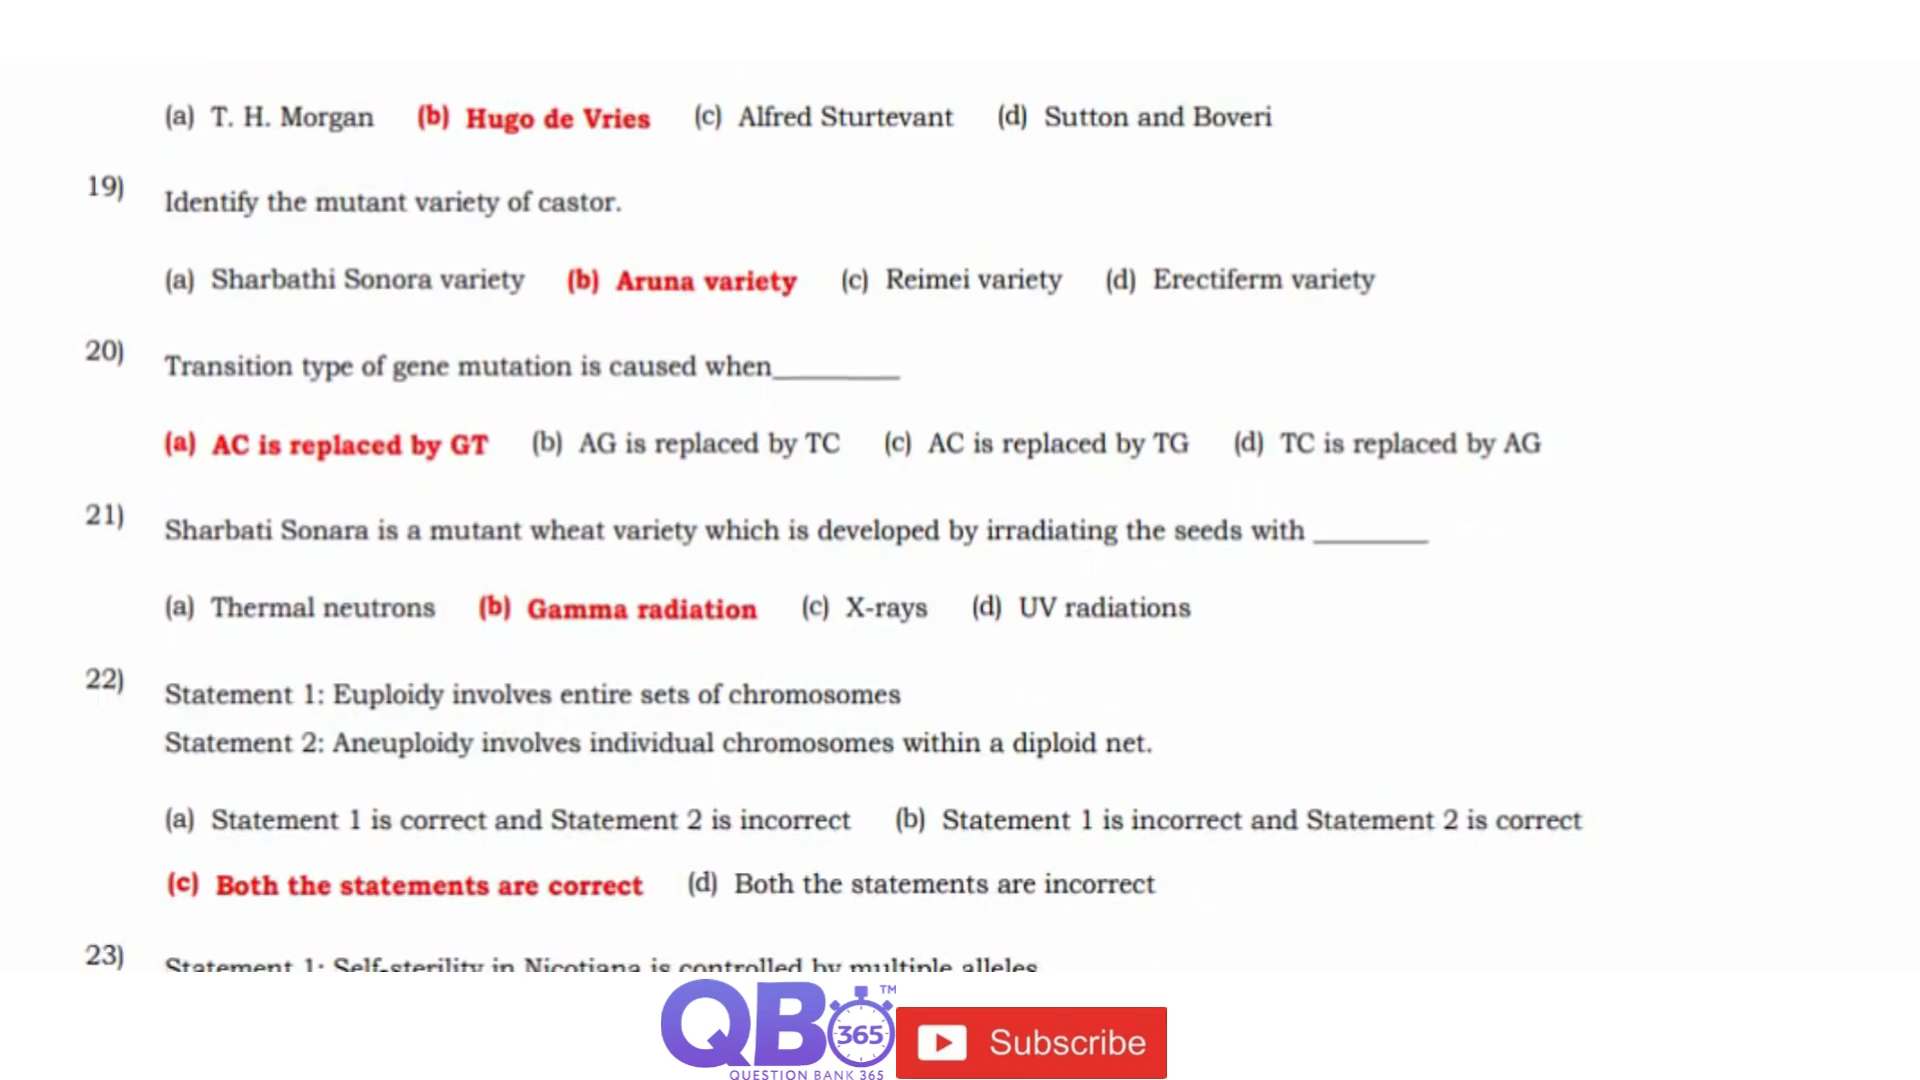 (a) T. H. Morgan (b) Hugo de Vries (c) Alfred Sturtevant (d) Sutton and Boveri
19) Identify the mutant variety of castor.
(a) Sharbathi Sonora variety (b) Aruna variety (c) Reimei variety (d) Erectiferm variety
20) Transition type of gene mutation is caused when_________
(a) AC is replaced by GT (b) AG is replaced by TC (c) AC is replaced by TG (d) TC is replaced by AG
21) Sharbati Sonara is a mutant wheat variety which is developed by irradiating the seeds with ________
(a) Thermal neutrons (b) Gamma radiation (c) X-rays (d) UV radiations
22) Statement 1: Euploidy involves entire sets of chromosomes
Statement 2: Aneuploidy involves individual chromosomes within a diploid net.
(a) Statement 1 is correct and Statement 2 is incorrect (b) Statement 1 is incorrect and Statement 2 is correct
(c) Both the statements are correct (d) Both the statements are incorrect
23) Statement 1: Self-sterility in Nicotiana is controlled by multiple alleles
QB 365 ™
QUESTION BANK 365
Subscribe